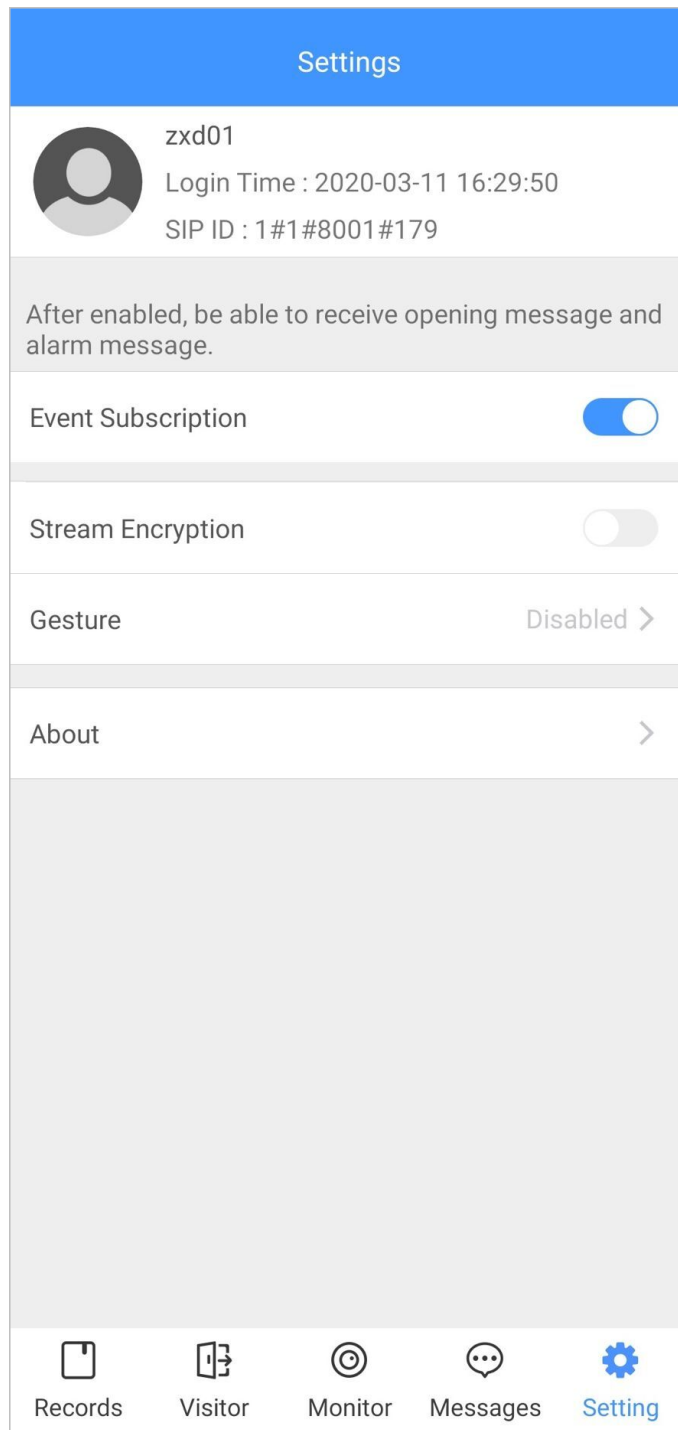 Settings
zxd01
Login Time : 2020-03-11 16:29:50
SIP ID : 1#1#8001#179
After enabled, be able to receive opening message and
alarm message.
Event Subscription
Stream Encryption
Gesture Disabled
About
Records Visitor Monitor Messages Setting